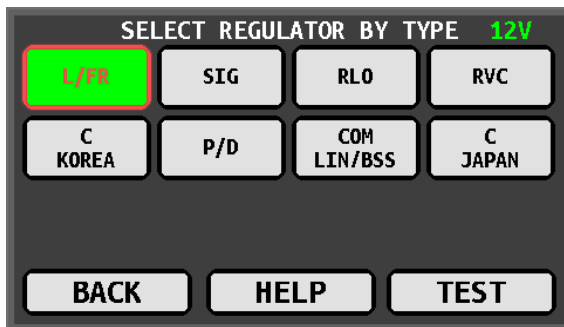 SELECT REGULATOR BY TYPE 12V
L/FR SIG RLO RVC
C KOREA P/D COM LIN/BSS C JAPAN
BACK HELP TEST